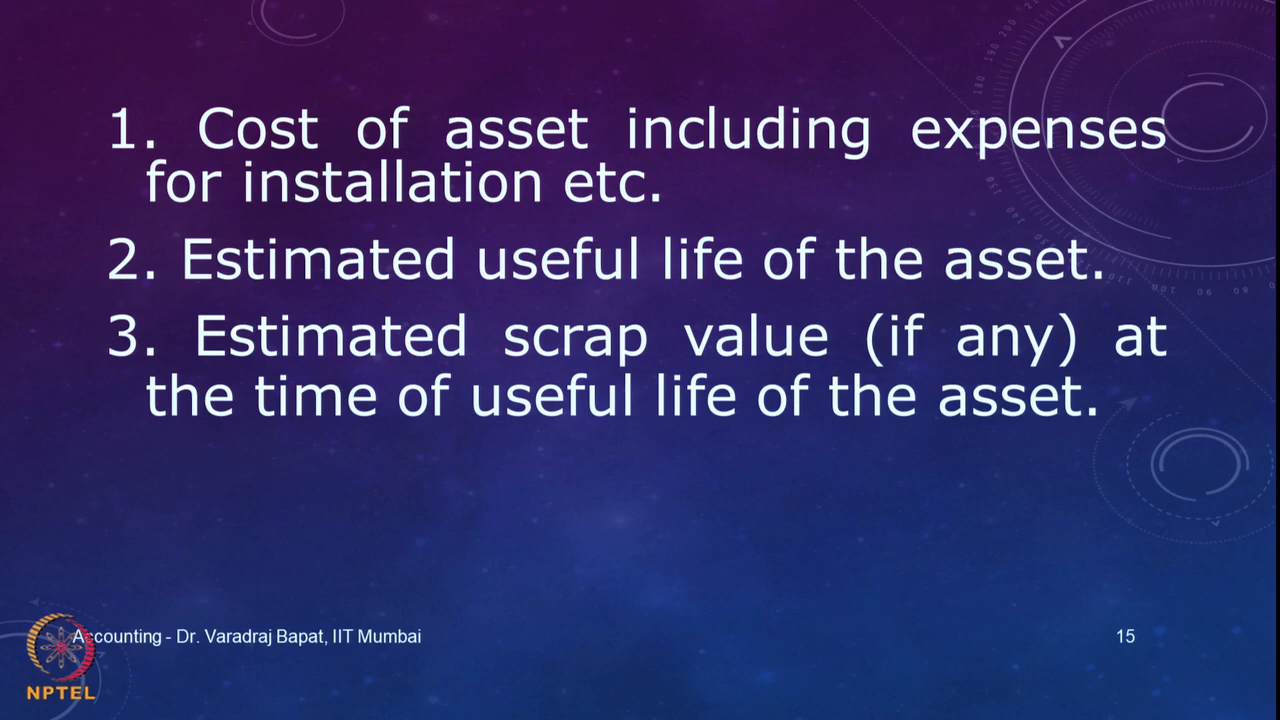 1. Cost of asset including expenses
for installation etc.
2. Estimated useful life of the asset.
3. Estimated scrap value (if any) at
the time of useful life of the asset.
Accounting - Dr. Varadraj Bapat, IIT Mumbai
15
NPTEL